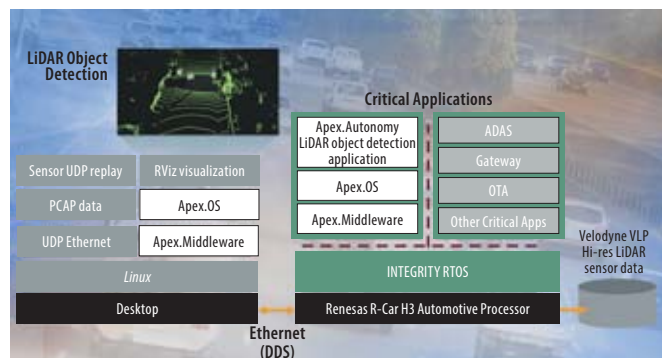 LiDAR Object
Detection
Sensor UDP replay
RViz visualization
PCAP data
Apex.OS
UDP Ethernet
Apex.Middleware
Linux
Desktop
Ethernet
(DDS)
Critical Applications
Apex.Autonomy
LiDAR object detection
application
Apex.OS
Apex.Middleware
ADAS
Gateway
OTA
Other Critical Apps
INTEGRITY RTOS
Renesas R-Car H3 Automotive Processor
Velodyne VLP
Hi-res LiDAR
sensor data